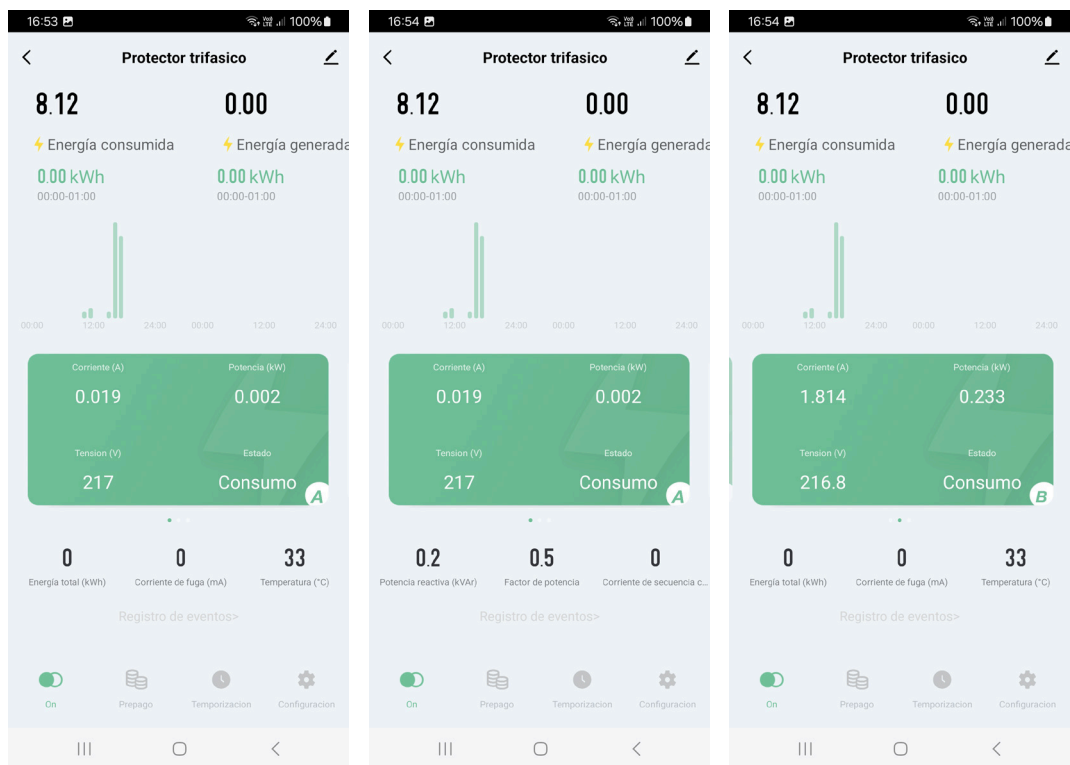 16:53 100%
Protector trifasico
8.12 0.00
Energía consumida Energía generada
0.00 kWh 0.00 kWh
00:00-01:00 00:00-01:00
00:00 12:00 24:00 00:00 12:00 24:00
Corriente (A) Potencia (kW)
0.019 0.002
Tension (V) Estado
217 Consumo
A
0 0 33
Energía total (kWh) Corriente de fuga (mA) Temperatura (°C)
Registro de eventos>
On Prepago Temporizacion Configuracion
16:54 100%
Protector trifasico
8.12 0.00
Energía consumida Energía generada
0.00 kWh 0.00 kWh
00:00-01:00 00:00-01:00
00:00 12:00 24:00 00:00 12:00 24:00
Corriente (A) Potencia (kW)
0.019 0.002
Tension (V) Estado
217 Consumo
A
0.2 0.5 0
Potencia reactiva (kVAr) Factor de potencia Corriente de secuencia c...
Registro de eventos>
On Prepago Temporizacion Configuracion
16:54 100%
Protector trifasico
8.12 0.00
Energía consumida Energía generada
0.00 kWh 0.00 kWh
00:00-01:00 00:00-01:00
00:00 12:00 24:00 00:00 12:00 24:00
Corriente (A) Potencia (kW)
1.814 0.233
Tension (V) Estado
216.8 Consumo
B
0 0 33
Energía total (kWh) Corriente de fuga (mA) Temperatura (°C)
Registro de eventos>
On Prepago Temporizacion Configuracion